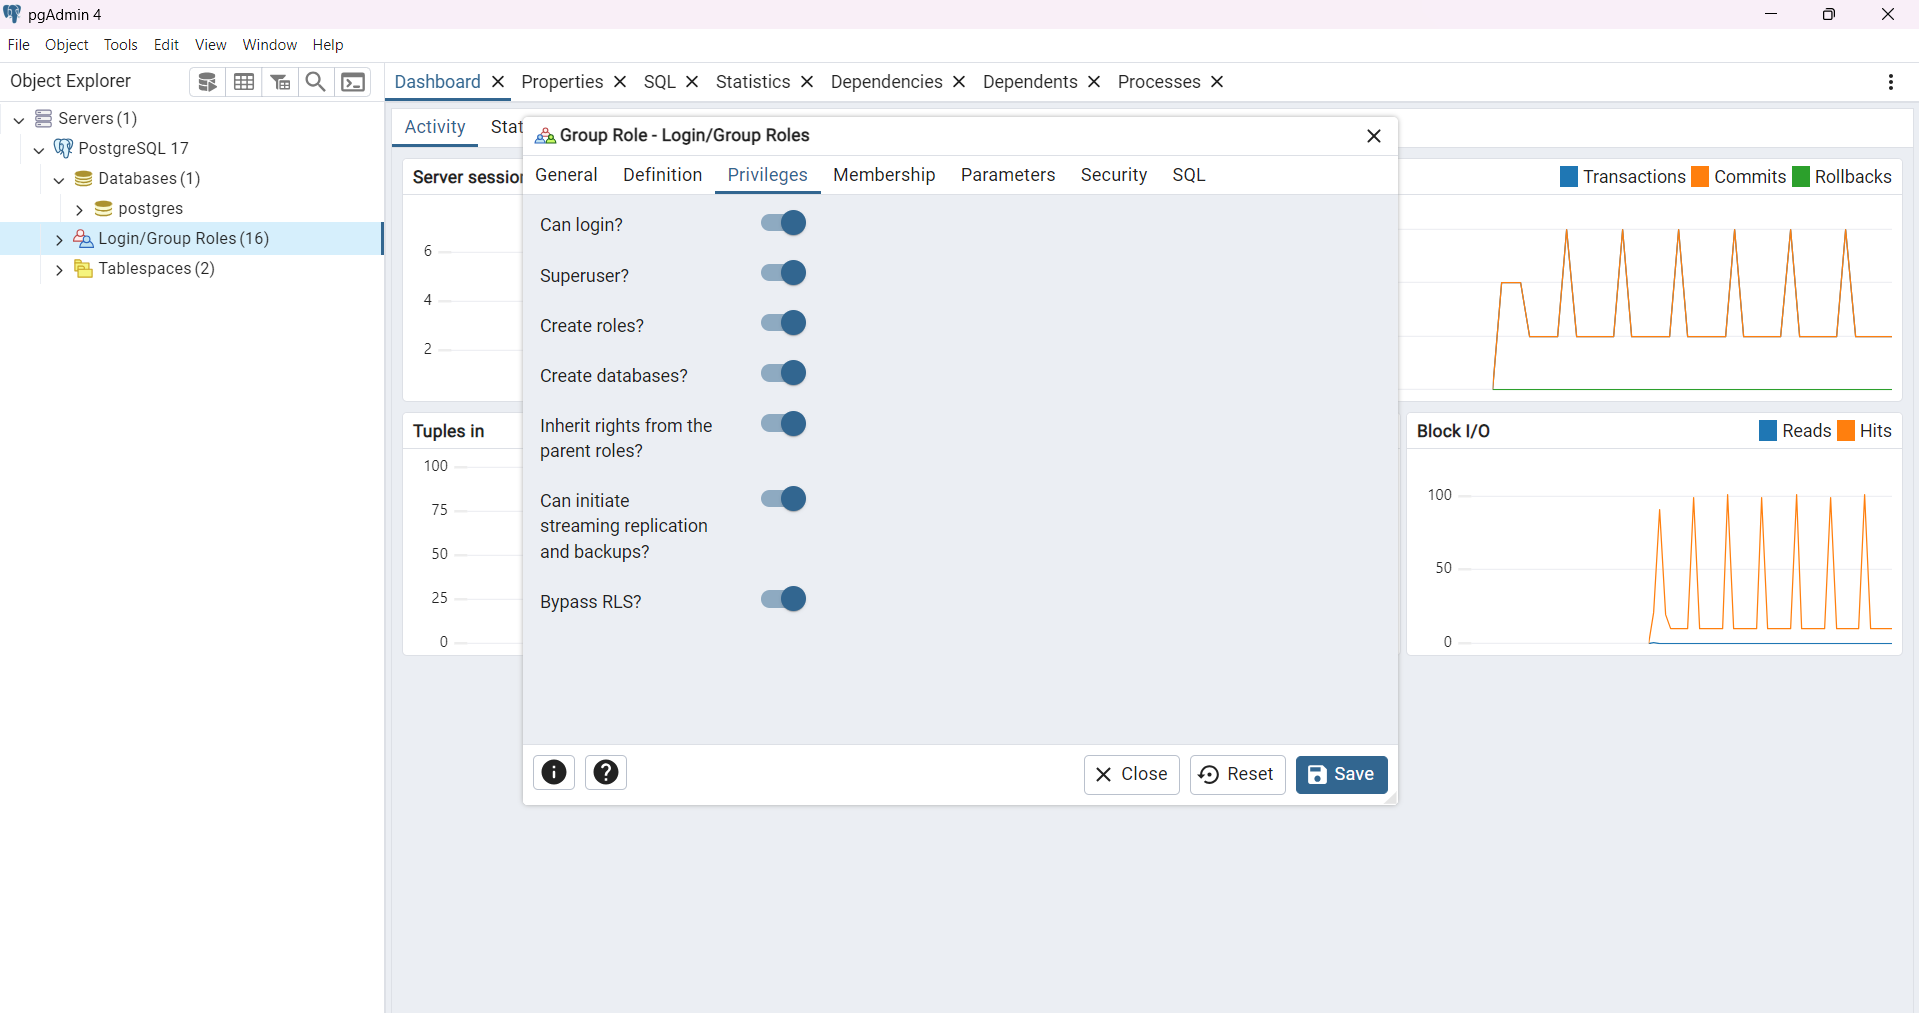 pgAdmin 4
File Object Tools Edit View Window Help
Object Explorer
Dashboard Properties SQL Statistics Dependencies Dependents Processes
Servers (1)
PostgreSQL 17
Databases (1)
postgres
Login/Group Roles (16)
Tablespaces (2)
Activity Stat
Group Role - Login/Group Roles
General Definition Privileges Membership Parameters Security SQL
Can login?
Superuser?
Create roles?
Create databases?
Inherit rights from the
parent roles?
Can initiate
streaming replication
and backups?
Bypass RLS?
Close Reset Save
Server session
6
4
2
Transactions Commits Rollbacks
Tuples in
100
75
50
25
0
Block I/O Reads Hits
100
50
0